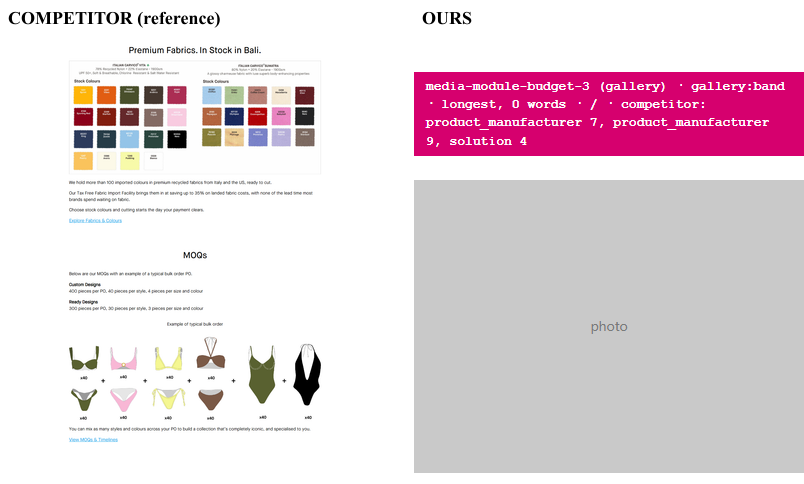 COMPETITOR (reference)
OURS
Premium Fabrics. In Stock in Bali.
Stock Colours
Stock Colours
We hold more than 100 imported colours in premium recycled fabrics from Italy and the US, ready to cut.
Our Tax Free Fabric Import Facility brings them in at saving up to 35% on landed fabric costs, with none of the lead time most
brands spend waiting on fabric.
Choose stock colours and cutting starts the day your payment clears.
Explore Fabrics & Colours
MOQs
Below are our MOQs with an example of a typical bulk order PO.
Custom Designs
400 pieces per PO, 40 pieces per style, 4 pieces per size and colour
Ready Designs
300 pieces per PO, 30 pieces per style, 3 pieces per size and colour
Example of typical bulk order
x40 x40 x40 x40
+ + + + +
x40 x40 x40 x40 x40 x40
You can mix as many styles and colours across your PO to build a collection that's completely iconic, and specialised to you.
View MOQs & Timelines
media-module-budget-3 (gallery) · gallery:band
· longest, 0 words · / · competitor:
product_manufacturer 7, product_manufacturer
9, solution 4
photo